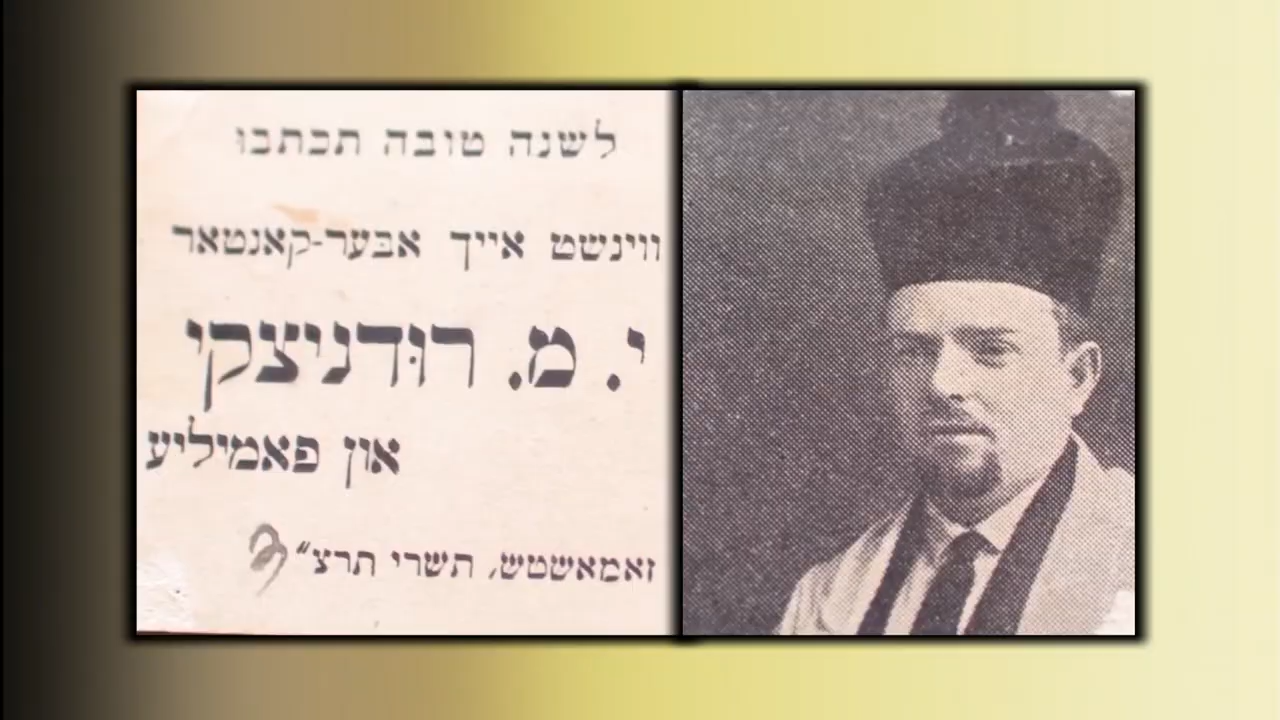 לשנה טובה תכתבו
ווינשט אייך אבער-קאנטאר
י. מ. רודניצקי
און פאמיליע
זאמאשטש, תשרי תרצ״